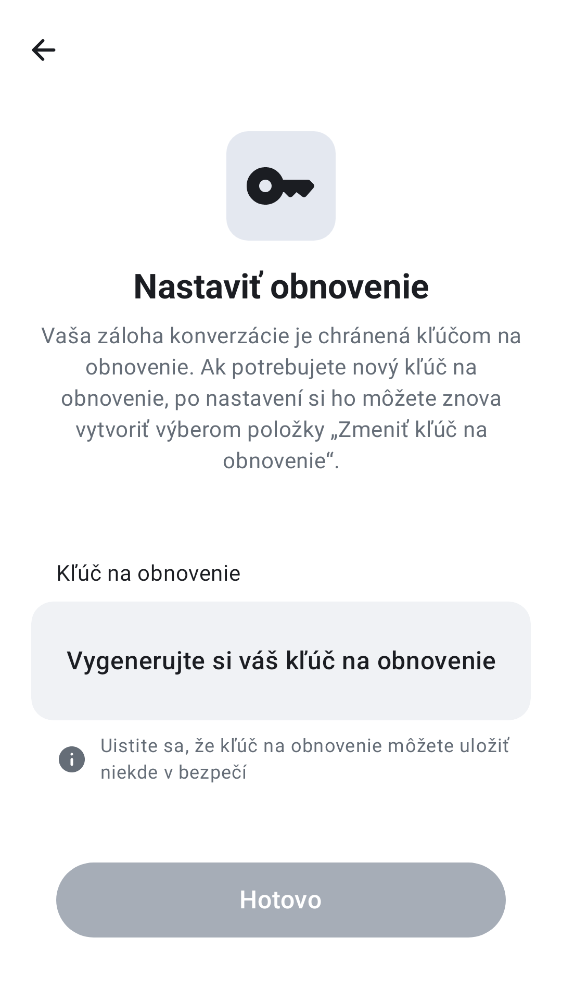 Nastaviť obnovenie
Vaša záloha konverzácie je chránená kľúčom na
obnovenie. Ak potrebujete nový kľúč na
obnovenie, po nastavení si ho môžete znova
vytvoriť výberom položky „Zmeniť kľúč na
obnovenie“.
Kľúč na obnovenie
Vygenerujte si váš kľúč na obnovenie
Uistite sa, že kľúč na obnovenie môžete uložiť
niekde v bezpečí
Hotovo